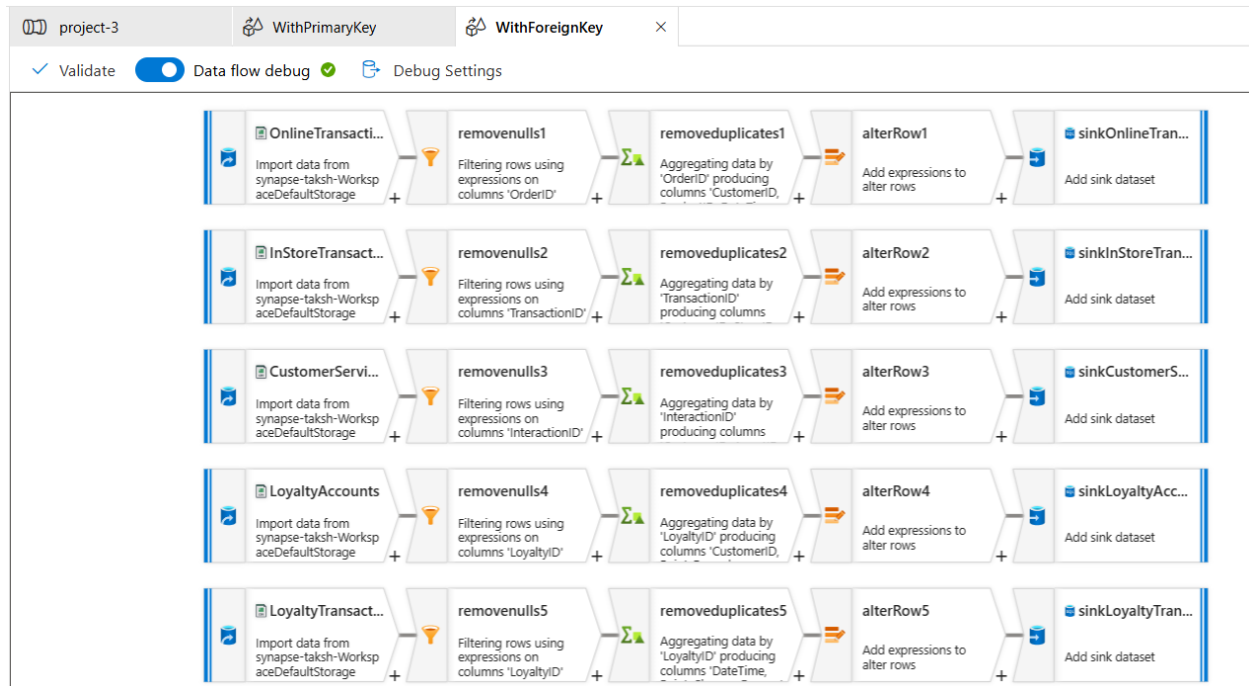 project-3
WithPrimaryKey
WithForeignKey
Validate
Data flow debug
Debug Settings
OnlineTransacti...
Import data from
synapse-taksh-Worksp
aceDefaultStorage
+
removenulls1
Filtering rows using
expressions on
columns 'OrderID'
+
removeduplicates1
Aggregating data by
'OrderID' producing
columns 'CustomerID,
+
alterRow1
Add expressions to
alter rows
+
sinkOnlineTran...
Add sink dataset
InStoreTransact...
Import data from
synapse-taksh-Worksp
aceDefaultStorage
+
removenulls2
Filtering rows using
expressions on
columns 'TransactionID'
+
removeduplicates2
Aggregating data by
'TransactionID'
producing columns
+
alterRow2
Add expressions to
alter rows
+
sinkInStoreTran...
Add sink dataset
CustomerServi...
Import data from
synapse-taksh-Worksp
aceDefaultStorage
+
removenulls3
Filtering rows using
expressions on
columns 'InteractionID'
+
removeduplicates3
Aggregating data by
'InteractionID'
producing columns
+
alterRow3
Add expressions to
alter rows
+
sinkCustomerS...
Add sink dataset
LoyaltyAccounts
Import data from
synapse-taksh-Worksp
aceDefaultStorage
+
removenulls4
Filtering rows using
expressions on
columns 'LoyaltyID'
+
removeduplicates4
Aggregating data by
'LoyaltyID' producing
columns 'CustomerID,
+
alterRow4
Add expressions to
alter rows
+
sinkLoyaltyAcc...
Add sink dataset
LoyaltyTransact...
Import data from
synapse-taksh-Worksp
aceDefaultStorage
+
removenulls5
Filtering rows using
expressions on
columns 'LoyaltyID'
+
removeduplicates5
Aggregating data by
'LoyaltyID' producing
columns 'DateTime,
+
alterRow5
Add expressions to
alter rows
+
sinkLoyaltyTran...
Add sink dataset